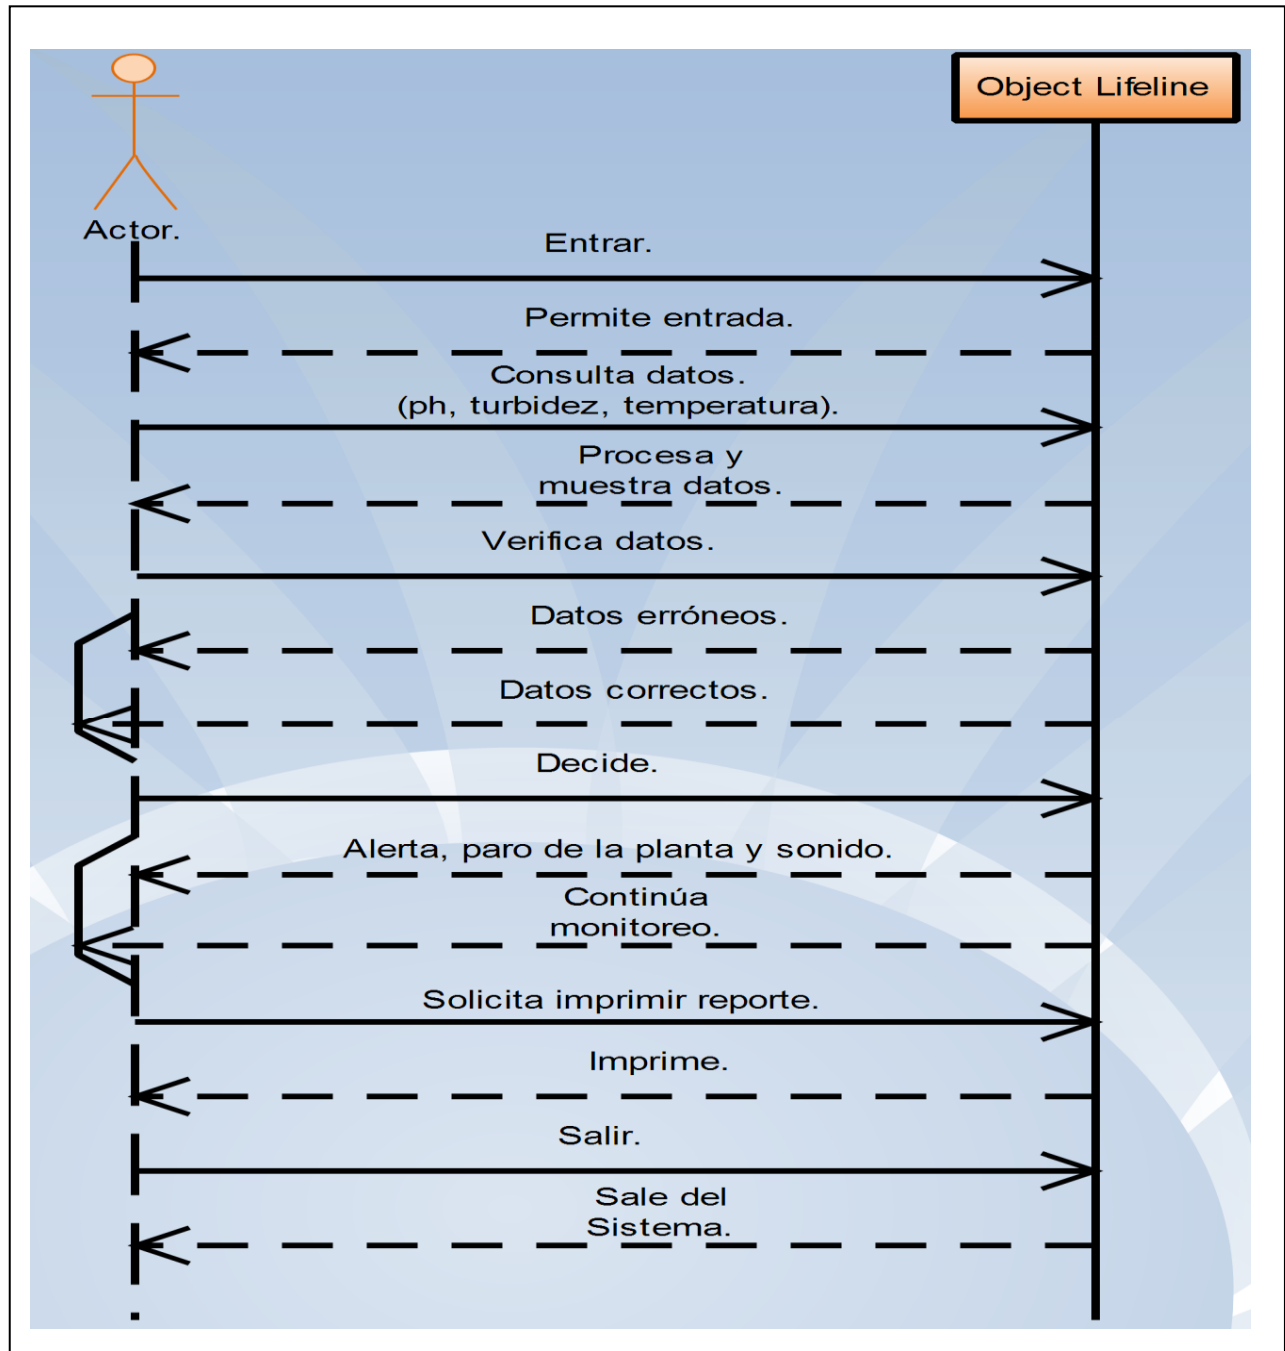 Object Lifeline
Actor.
Entrar.
Permite entrada.
Consulta datos.
(ph, turbidez, temperatura).
Procesa y
muestra datos.
Verifica datos.
Datos erróneos.
Datos correctos.
Decide.
Alerta, paro de la planta y sonido.
Continúa
monitoreo.
Solicita imprimir reporte.
Imprime.
Salir.
Sale del
Sistema.